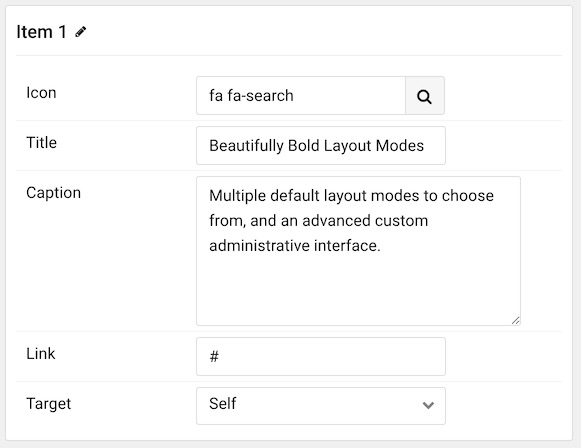 Item 1
Icon
fa fa-search
Title
Beautifully Bold Layout Modes
Caption
Multiple default layout modes to choose
from, and an advanced custom
administrative interface.
Link
#
Target
Self